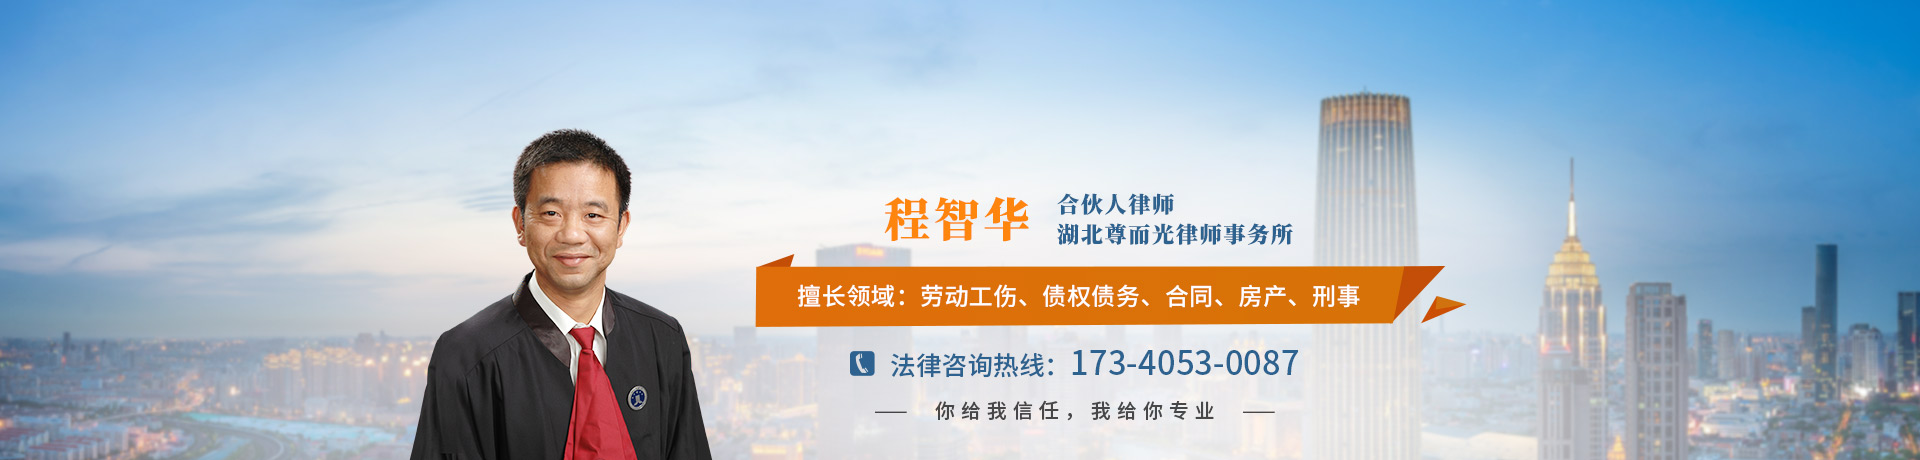 程智华
合伙人律师
湖北尊而光律师事务所
擅长领域：劳动工伤、债权债务、合同、房产、刑事
法律咨询热线：173-4053-0087
你给我信任，我给你专业